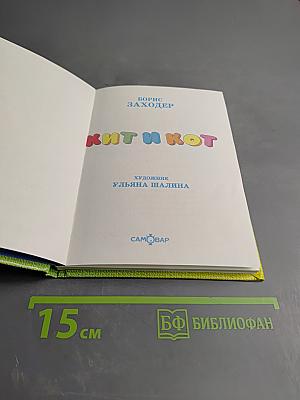 БОРИС
ЗАХОДЕР
КИТ И КОТ
ХУДОЖНИК
УЛЬЯНА ШАЛИНА
САМОВАР
15 см
БФ БИБЛИОФАН